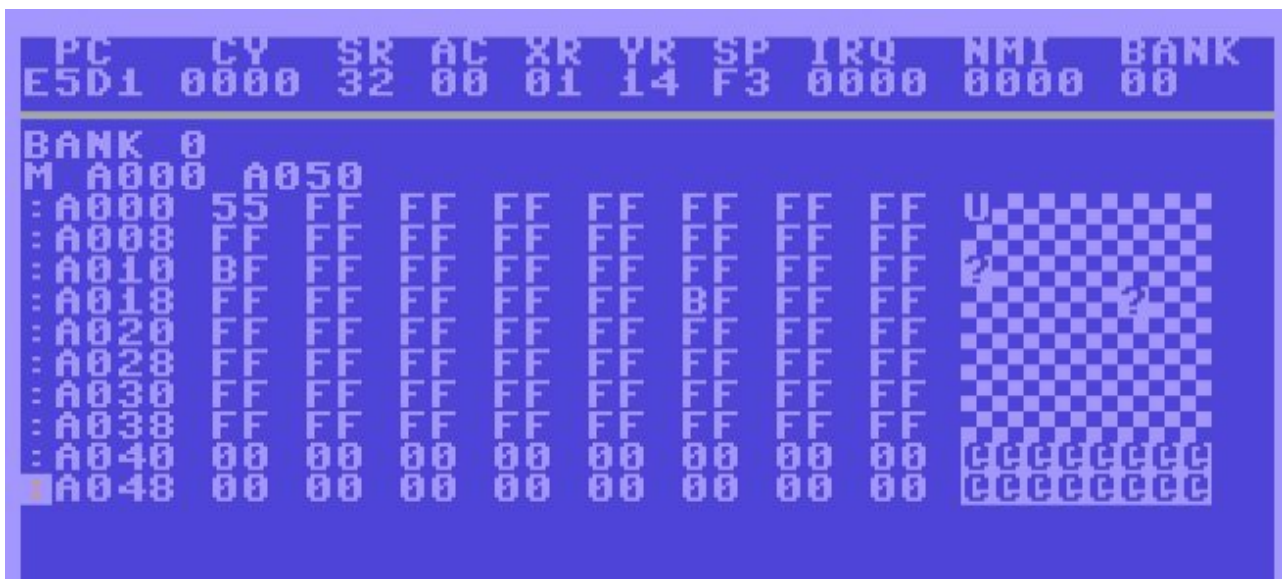 PC CY SR AC XR YR SP IRQ NMI BANK
E5D1 0000 32 00 01 14 F3 0000 0000 00
BANK 0
M A000 A050
:A000 55 FF FF FF FF FF FF FF U
:A008 FF FF FF FF FF FF FF FF
:A010 BF FF FF FF FF FF FF FF ?
:A018 FF FF FF FF FF BF FF FF ?
:A020 FF FF FF FF FF FF FF FF
:A028 FF FF FF FF FF FF FF FF
:A030 FF FF FF FF FF FF FF FF
:A038 FF FF FF FF FF FF FF FF
:A040 00 00 00 00 00 00 00 00 @@@@@@@@
:A048 00 00 00 00 00 00 00 00 @@@@@@@@